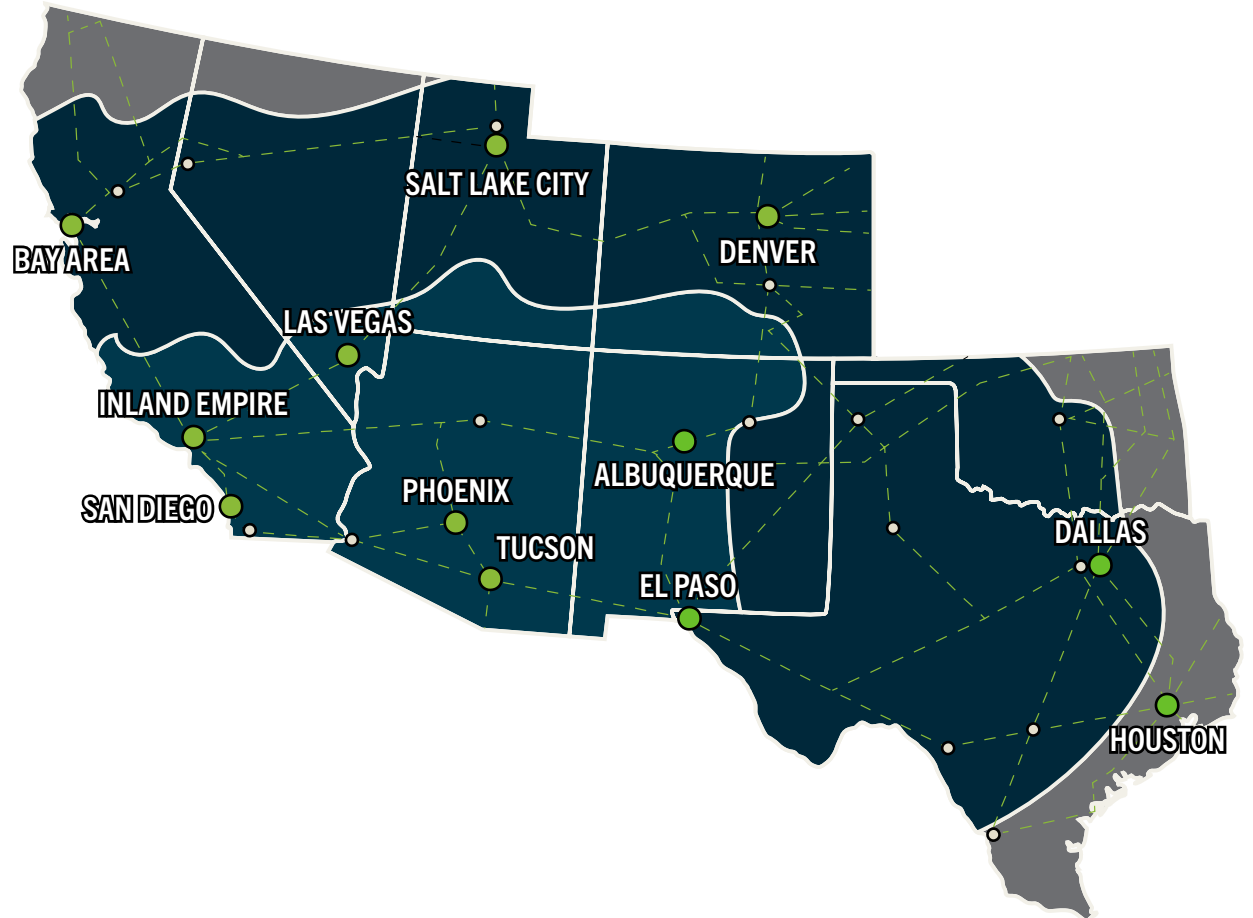 SALT LAKE CITY
BAY AREA
DENVER
LAS VEGAS
INLAND EMPIRE
ALBUQUERQUE
PHOENIX
SAN DIEGO
TUCSON
DALLAS
EL PASO
HOUSTON